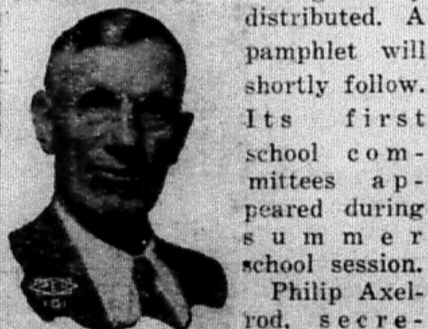 distributed. A
pamphlet will
shortly follow.
Its first
school com-
mittees ap-
peared during
summer
school session.
Philip Axel-
rod, secre-